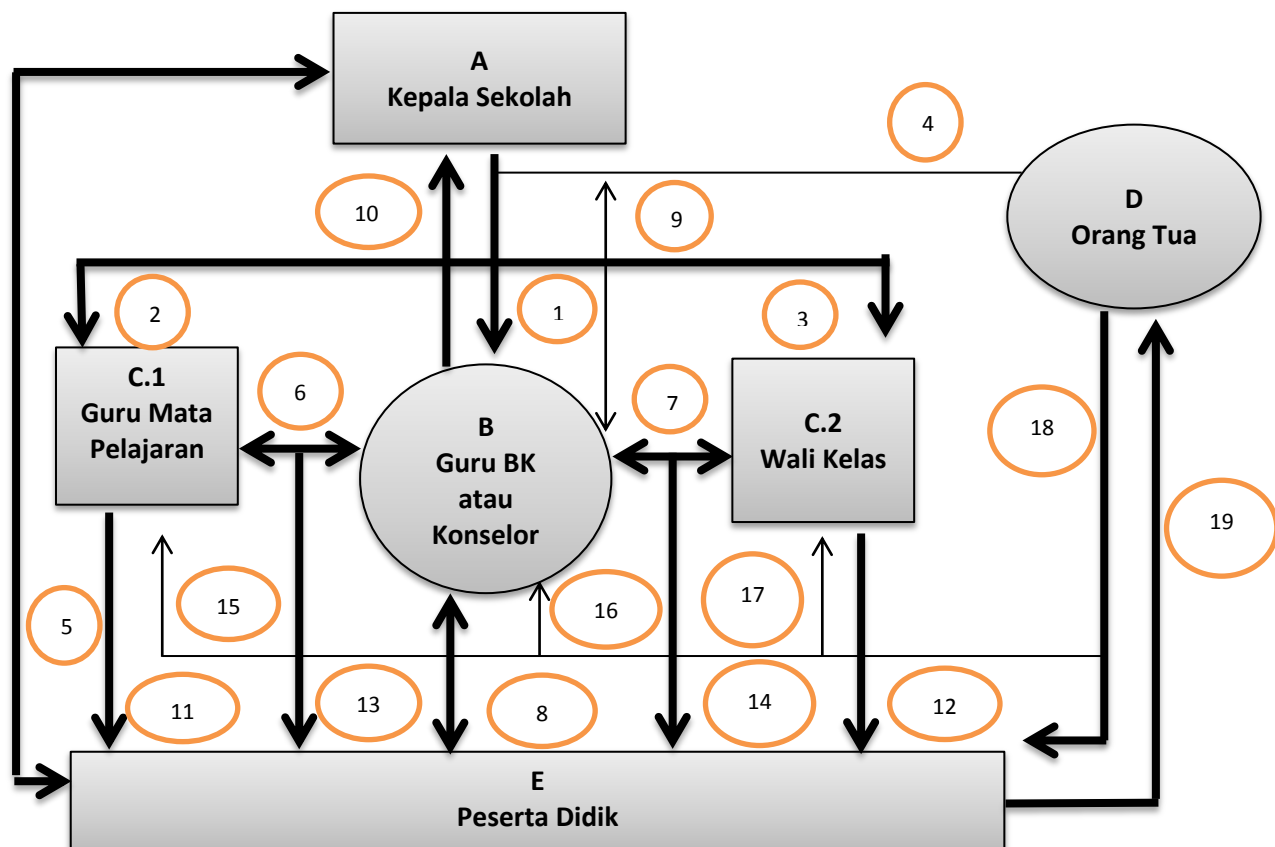 A
Kepala Sekolah
4
D
Orang Tua
10
9
2
1
3
C.1
Guru Mata
Pelajaran
6
B
Guru BK
atau
Konselor
7
C.2
Wali Kelas
18
19
5
15
16
17
11
13
8
14
12
E
Peserta Didik